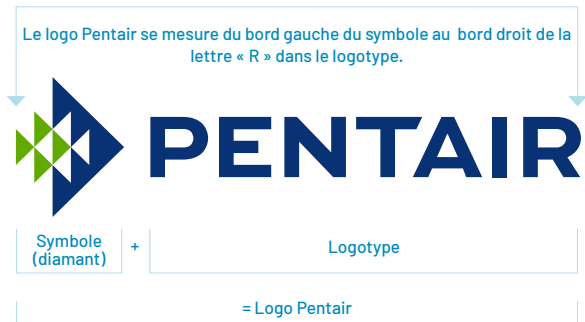 Le logo Pentair se mesure du bord gauche du symbole au bord droit de la
lettre « R » dans le logotype.
PENTAIR
Symbole
(diamant)
+
Logotype
= Logo Pentair